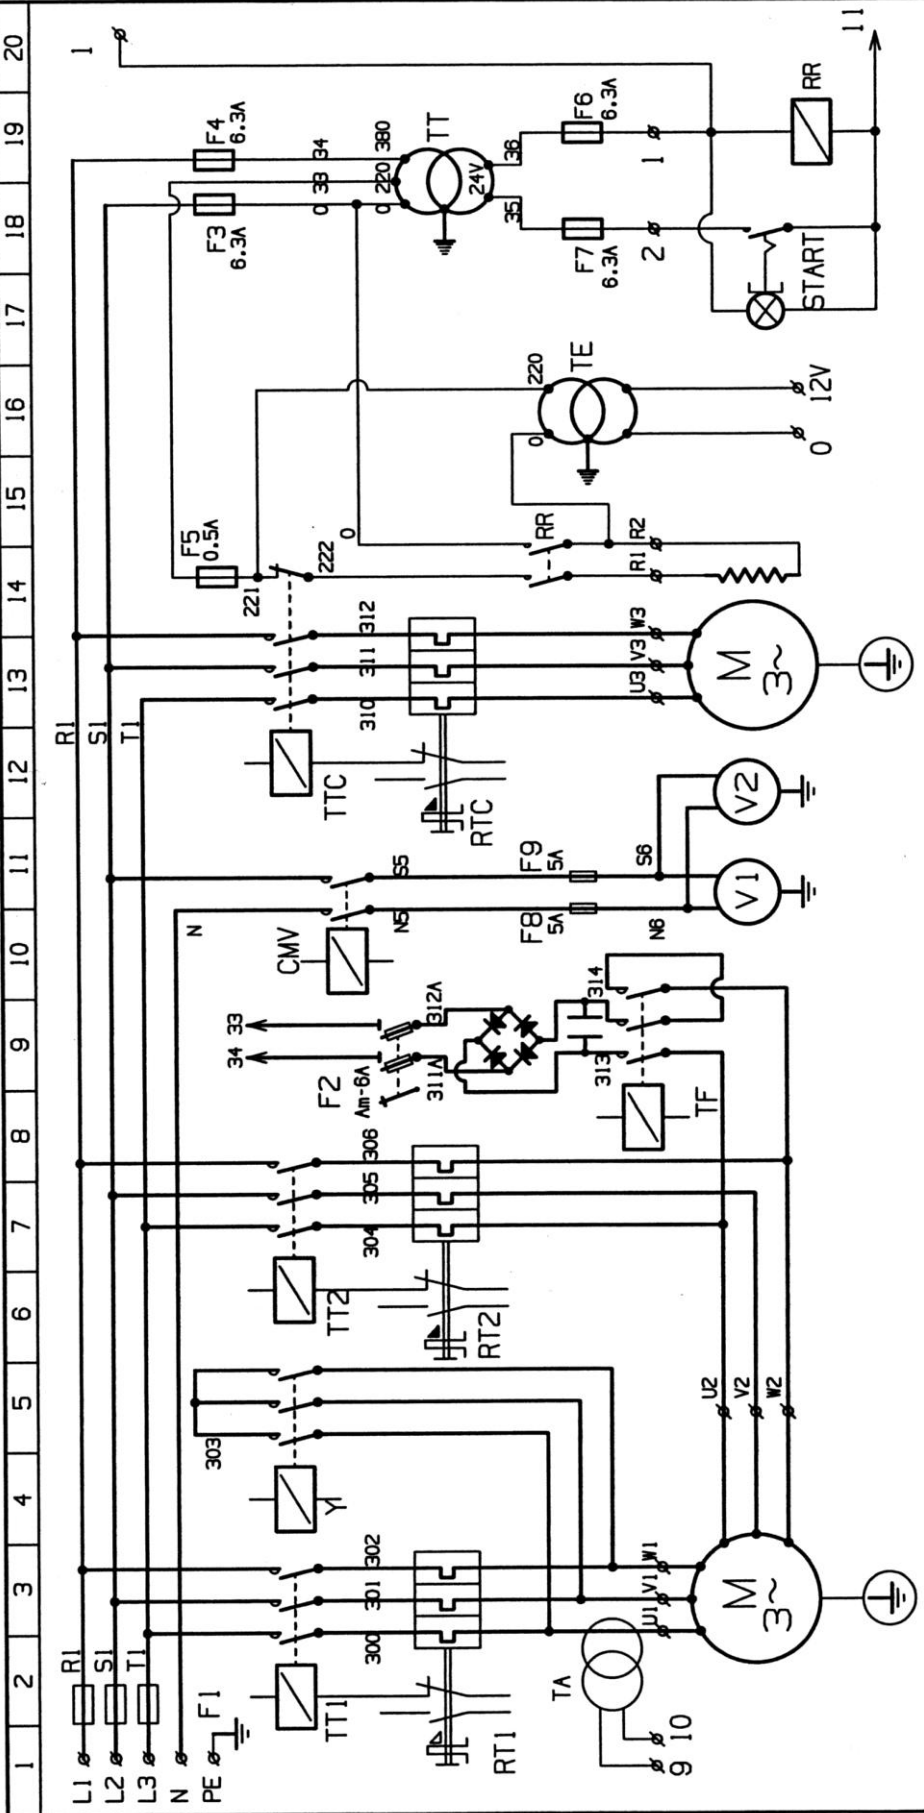 1 2 3 4 5 6 7 8 9 10 11 12 13 14 15 16 17 18 19 20
L1
L2
L3
N
PE
F1
R1
S1
T1
TT1
300 301 302
RT1
TA
9 10
U1 V1 W1
M
3~
Y
303
TT2
304 305 306
RT2
U2
V2
W2
34 33
F2
Am-6A
311A 312A
313 314
TF
N
CMV
N5 S5
F8
5A
F9
5A
N6 S6
V1
V2
R1
S1
T1
TTC
310 311 312
RTC
U3 V3 W3
M
3~
F5
0.5A
221
222
0
RR
R1 R2
0 220
TE
0 12V
F3
6.3A
F4
6.3A
0 33 34
0 220 380
TT
24V
35 36
F7
6.3A
F6
6.3A
2 1
START
RR
1
11